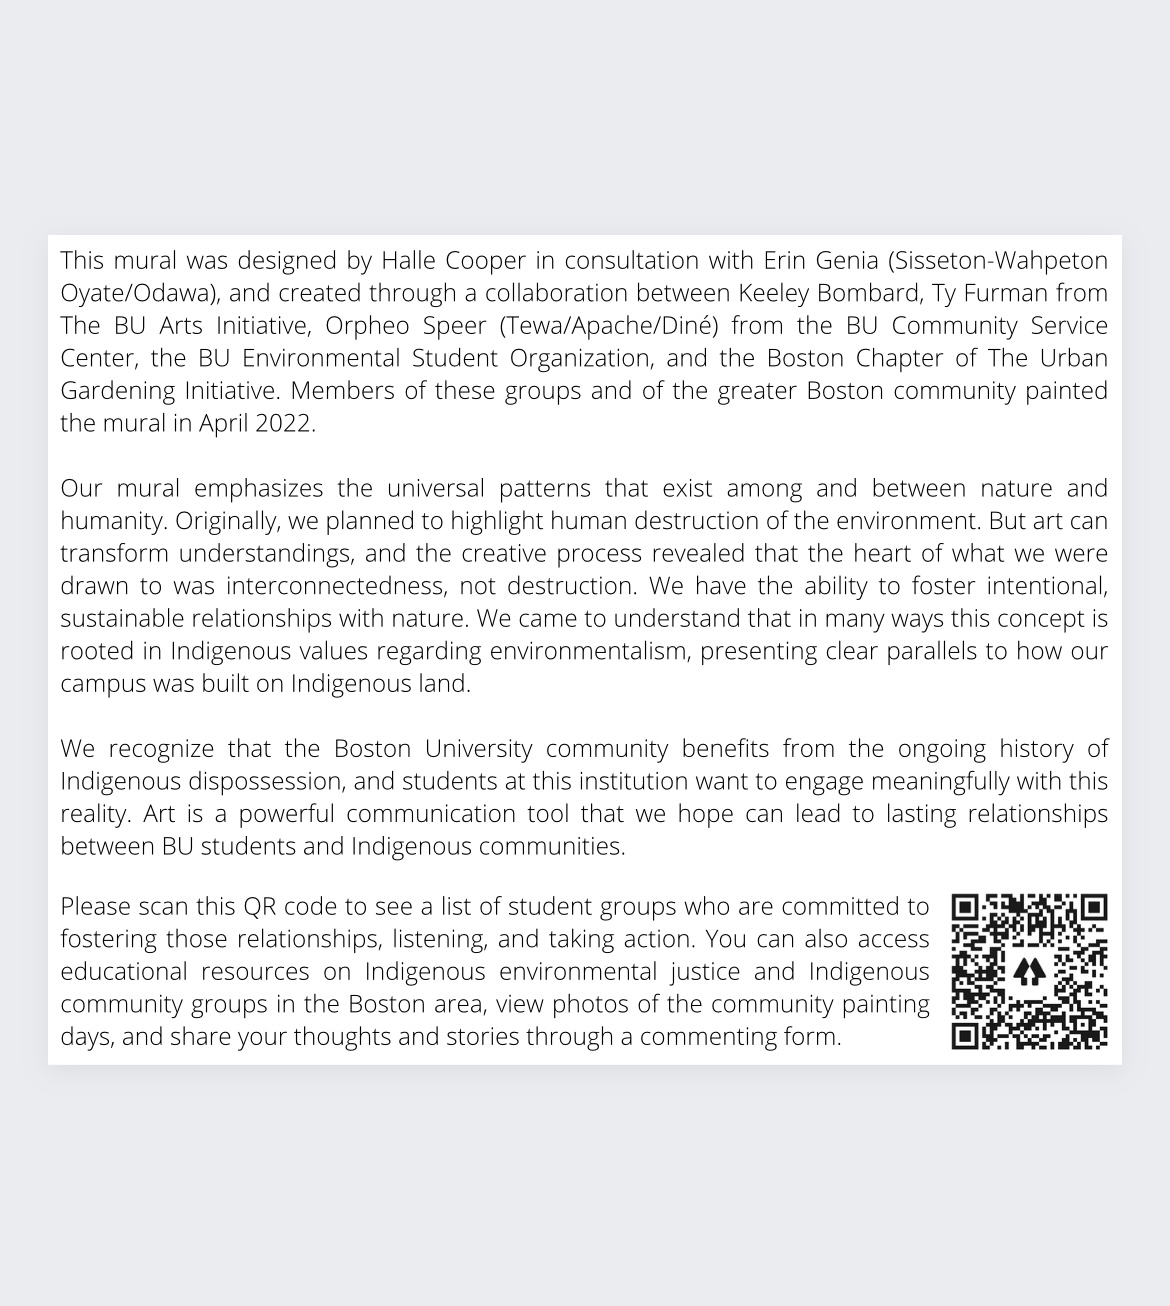 This mural was designed by Halle Cooper in consultation with Erin Genia (Sisseton-Wahpeton
Oyate/Odawa), and created through a collaboration between Keeley Bombard, Ty Furman from
The BU Arts Initiative, Orpheo Speer (Tewa/Apache/Diné) from the BU Community Service
Center, the BU Environmental Student Organization, and the Boston Chapter of The Urban
Gardening Initiative. Members of these groups and of the greater Boston community painted
the mural in April 2022.
Our mural emphasizes the universal patterns that exist among and between nature and
humanity. Originally, we planned to highlight human destruction of the environment. But art can
transform understandings, and the creative process revealed that the heart of what we were
drawn to was interconnectedness, not destruction. We have the ability to foster intentional,
sustainable relationships with nature. We came to understand that in many ways this concept is
rooted in Indigenous values regarding environmentalism, presenting clear parallels to how our
campus was built on Indigenous land.
We recognize that the Boston University community benefits from the ongoing history of
Indigenous dispossession, and students at this institution want to engage meaningfully with this
reality. Art is a powerful communication tool that we hope can lead to lasting relationships
between BU students and Indigenous communities.
Please scan this QR code to see a list of student groups who are committed to
fostering those relationships, listening, and taking action. You can also access
educational resources on Indigenous environmental justice and Indigenous
community groups in the Boston area, view photos of the community painting
days, and share your thoughts and stories through a commenting form.